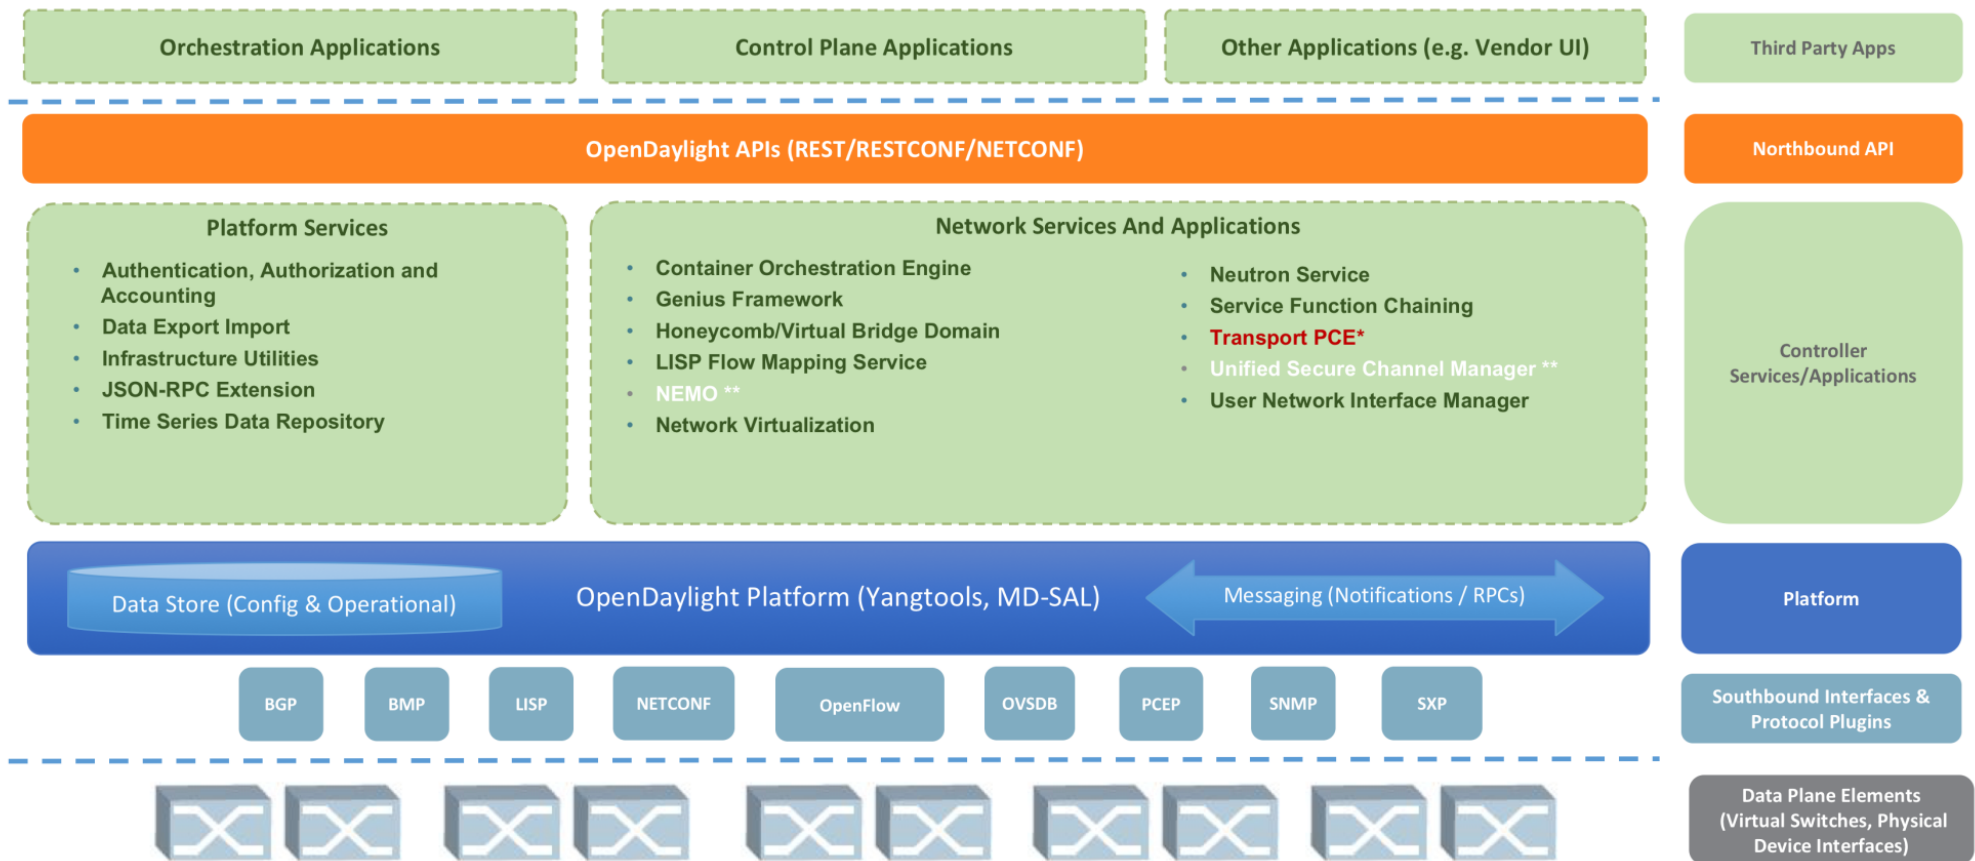 Orchestration Applications
Control Plane Applications
Other Applications (e.g. Vendor UI)
Third Party Apps
OpenDaylight APIs (REST/RESTCONF/NETCONF)
Northbound API
Platform Services
• Authentication, Authorization and
Accounting
• Data Export Import
• Infrastructure Utilities
• JSON-RPC Extension
• Time Series Data Repository
Network Services And Applications
• Container Orchestration Engine
• Genius Framework
• Honeycomb/Virtual Bridge Domain
• LISP Flow Mapping Service
• NEMO **
• Network Virtualization
• Neutron Service
• Service Function Chaining
• Transport PCE*
• Unified Secure Channel Manager **
• User Network Interface Manager
Controller
Services/Applications
Data Store (Config & Operational)
OpenDaylight Platform (Yangtools, MD-SAL)
Messaging (Notifications / RPCs)
Platform
BGP
BMP
LISP
NETCONF
OpenFlow
OVSDB
PCEP
SNMP
SXP
Southbound Interfaces &
Protocol Plugins
Data Plane Elements
(Virtual Switches, Physical
Device Interfaces)